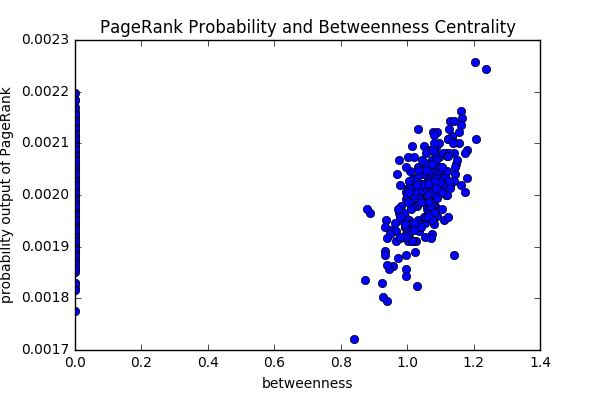 PageRank Probability and Betweenness Centrality
0.0023
0.0022
0.0021
0.0020
0.0019
0.0018
0.0017
probability output of PageRank
0.0 0.2 0.4 0.6 0.8 1.0 1.2 1.4
betweenness